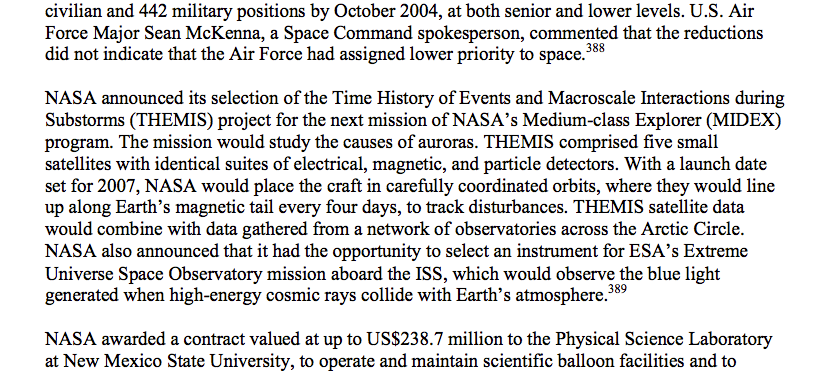 civilian and 442 military positions by October 2004, at both senior and lower levels. U.S. Air
Force Major Sean McKenna, a Space Command spokesperson, commented that the reductions
did not indicate that the Air Force had assigned lower priority to space.388
NASA announced its selection of the Time History of Events and Macroscale Interactions during
Substorms (THEMIS) project for the next mission of NASA’s Medium-class Explorer (MIDEX)
program. The mission would study the causes of auroras. THEMIS comprised five small
satellites with identical suites of electrical, magnetic, and particle detectors. With a launch date
set for 2007, NASA would place the craft in carefully coordinated orbits, where they would line
up along Earth’s magnetic tail every four days, to track disturbances. THEMIS satellite data
would combine with data gathered from a network of observatories across the Arctic Circle.
NASA also announced that it had the opportunity to select an instrument for ESA’s Extreme
Universe Space Observatory mission aboard the ISS, which would observe the blue light
generated when high-energy cosmic rays collide with Earth’s atmosphere.389
NASA awarded a contract valued at up to US$238.7 million to the Physical Science Laboratory
at New Mexico State University, to operate and maintain scientific balloon facilities and to